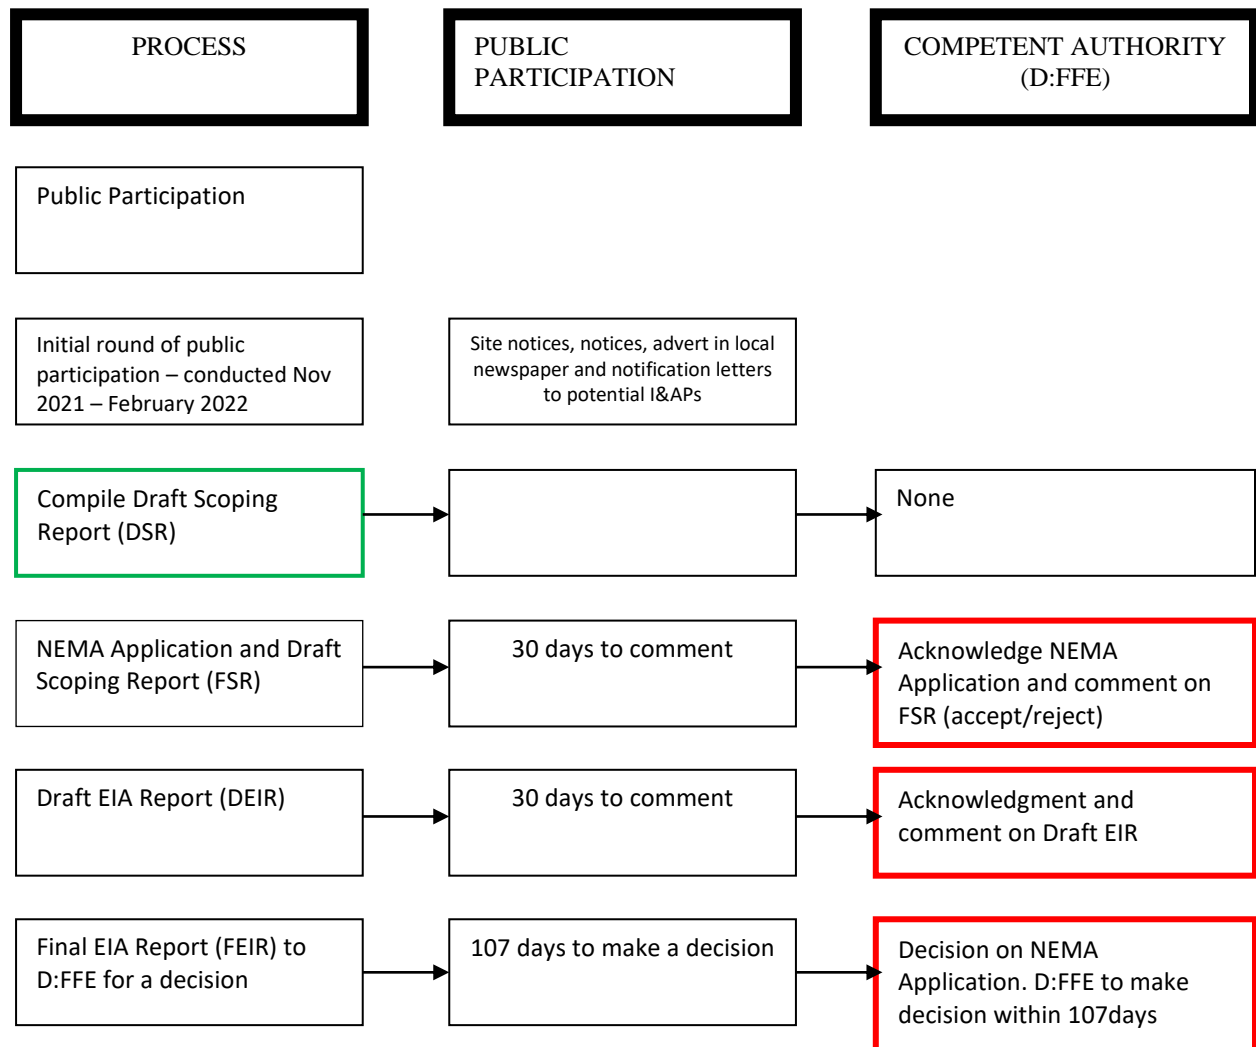 PROCESS
PUBLIC
PARTICIPATION
COMPETENT AUTHORITY
(D:FFE)
Public Participation
Initial round of public
participation – conducted Nov
2021 – February 2022
Site notices, notices, advert in local
newspaper and notification letters
to potential I&APs
Compile Draft Scoping
Report (DSR)
None
NEMA Application and Draft
Scoping Report (FSR)
30 days to comment
Acknowledge NEMA
Application and comment on
FSR (accept/reject)
Draft EIA Report (DEIR)
30 days to comment
Acknowledgment and
comment on Draft EIR
Final EIA Report (FEIR) to
D:FFE for a decision
107 days to make a decision
Decision on NEMA
Application. D:FFE to make
decision within 107days